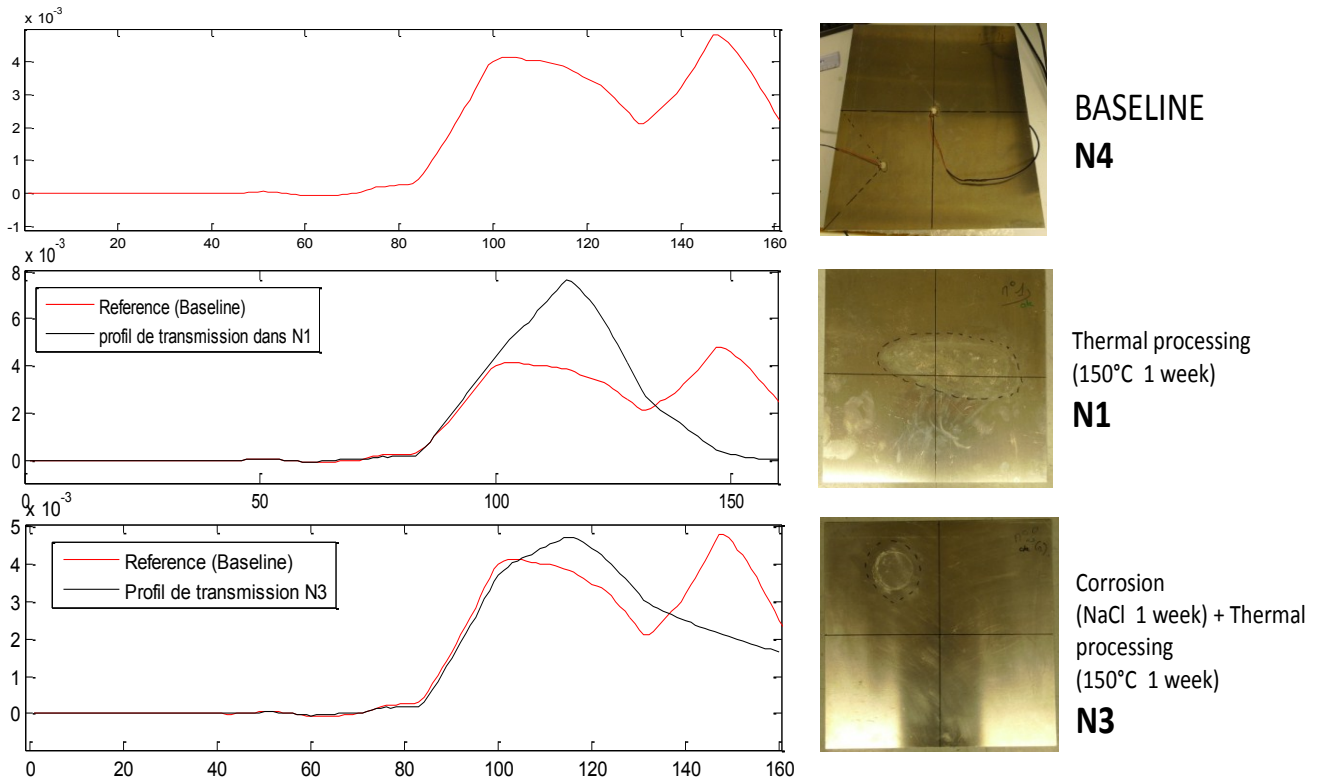 x 10-3
4
3
2
1
0
-1
20
40
60
80
100
120
140
160
BASELINE
N4
x 10-3
8
6
4
2
0
Reference (Baseline)
profil de transmission dans N1
0
50
100
150
n°1
Thermal processing
(150°C 1 week)
N1
x 10-3
5
4
3
2
1
0
Reference (Baseline)
Profil de transmission N3
0
20
40
60
80
100
120
140
160
Corrosion
(NaCl 1 week) + Thermal
processing
(150°C 1 week)
N3